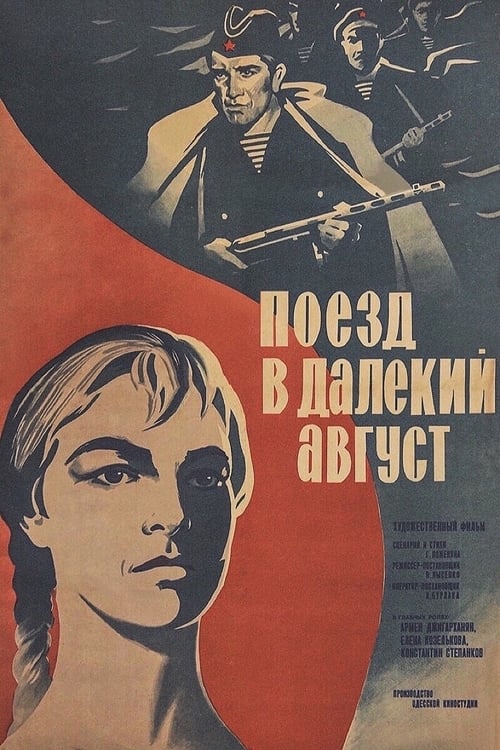 ПОЕЗД
В ДАЛЕКИЙ
АВГУСТ
ХУДОЖЕСТВЕННЫЙ ФИЛЬМ
СЦЕНАРИЙ И СТИХИ
Г. ПОЖЕНЯНА
РЕЖИССЕР-ПОСТАНОВЩИК
В. ЛЫСЕНКО
ОПЕРАТОР-ПОСТАНОВЩИК
В. БУРЛАКА
В ГЛАВНЫХ РОЛЯХ:
АРМЕН ДЖИГАРХАНЯН,
ЕЛЕНА КОЗЕЛЬКОВА,
КОНСТАНТИН СТЕПАНКОВ
ПРОИЗВОДСТВО
ОДЕССКОЙ КИНОСТУДИИ